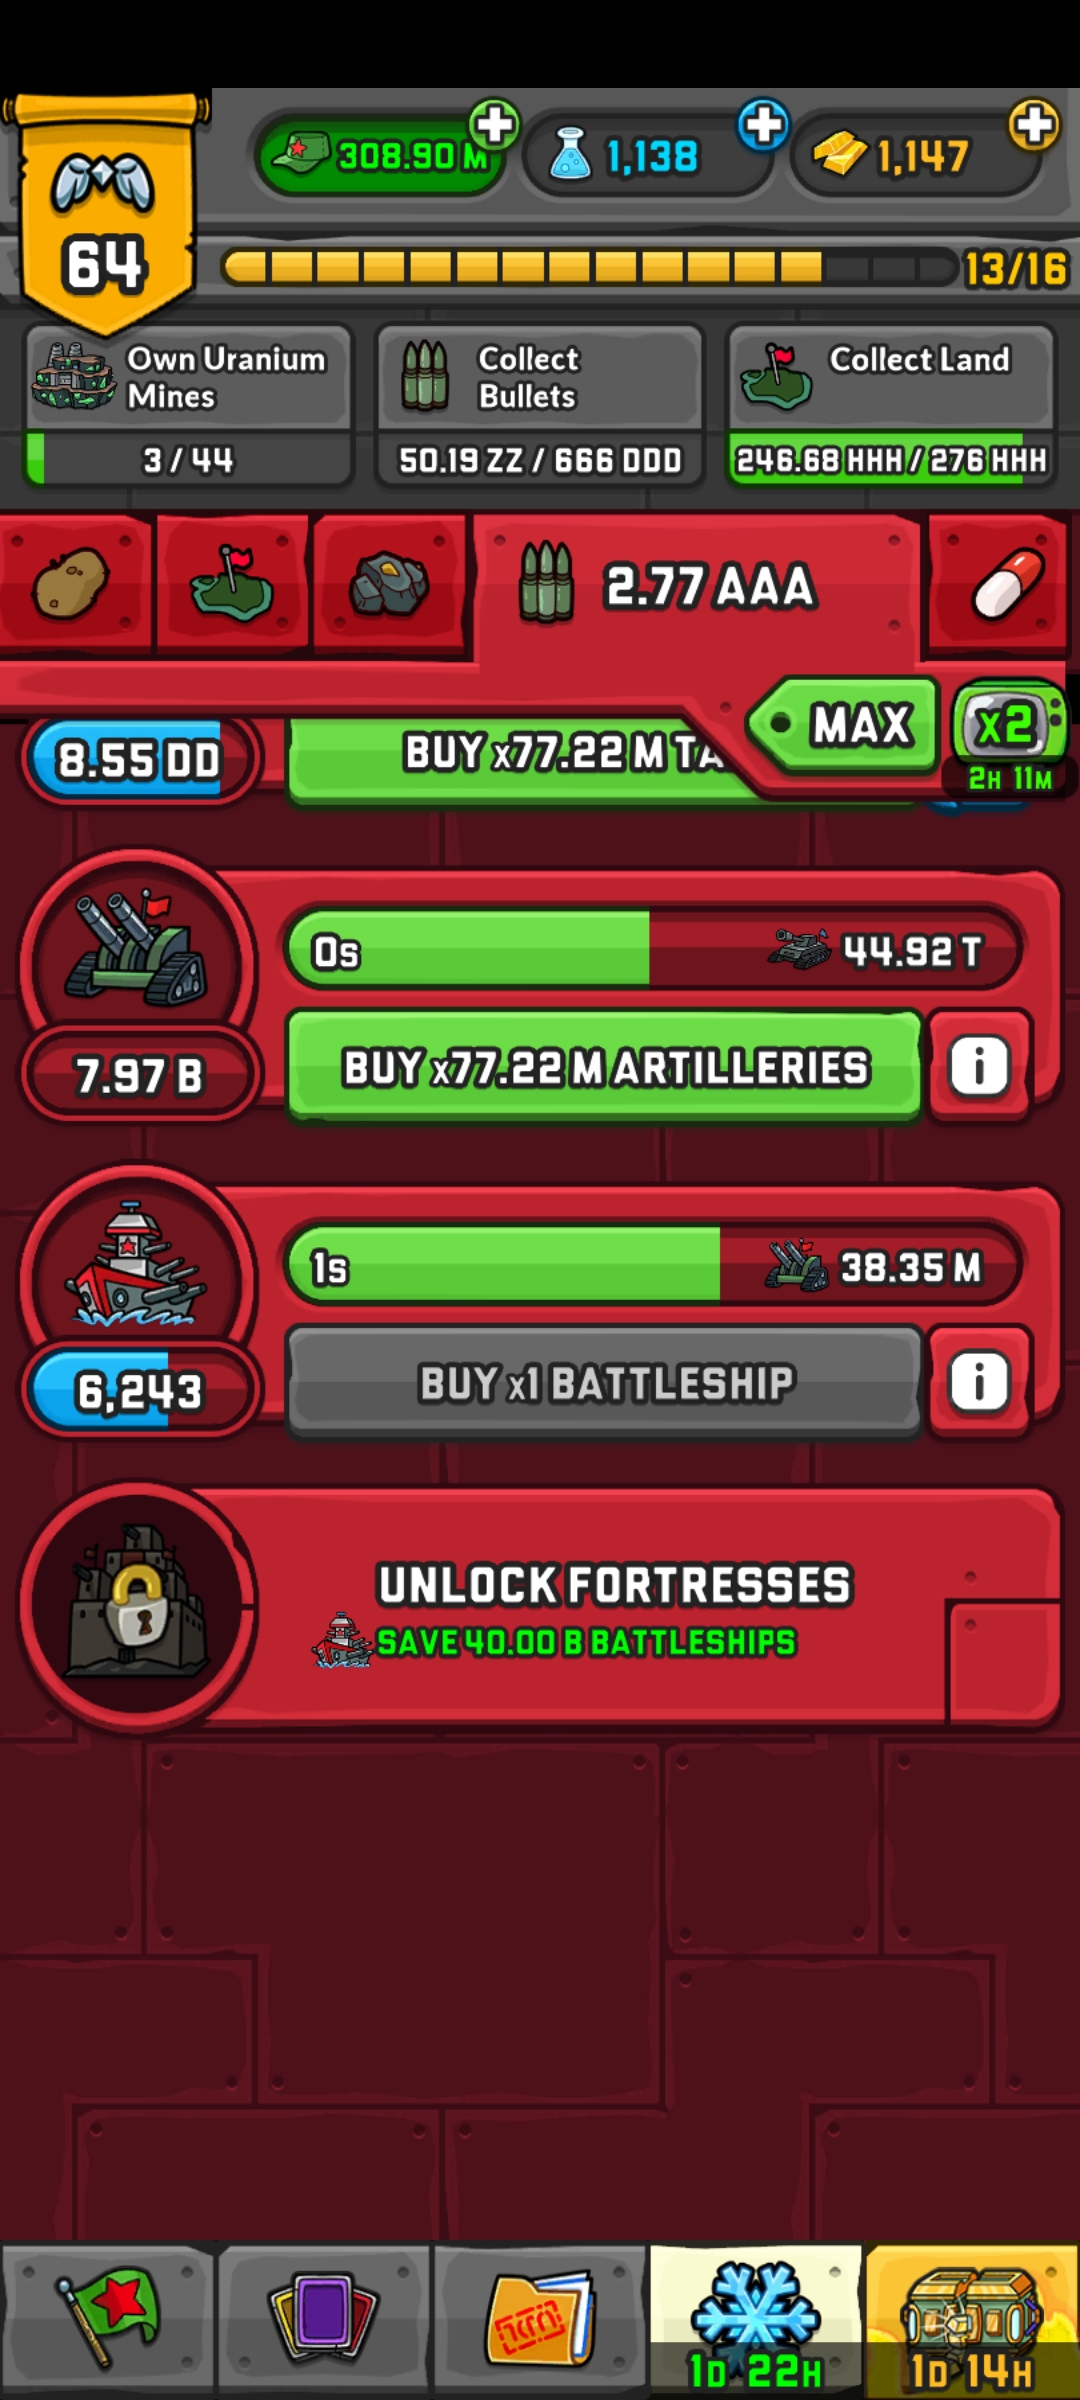 308.90 M
1,138
1,147
64
13/16
Own Uranium
Mines
3 / 44
Collect
Bullets
50.19 ZZ / 666 DDD
Collect Land
246.68 HHH / 276 HHH
2.77 AAA
MAX
x2
2H 11M
8.55 DD
BUY x77.22 M TA
0s
44.92 T
7.97 B
BUY x77.22 M ARTILLERIES
i
1s
38.35 M
6,243
BUY x1 BATTLESHIP
i
UNLOCK FORTRESSES
SAVE 40.00 B BATTLESHIPS
1D 22H
1D 14H